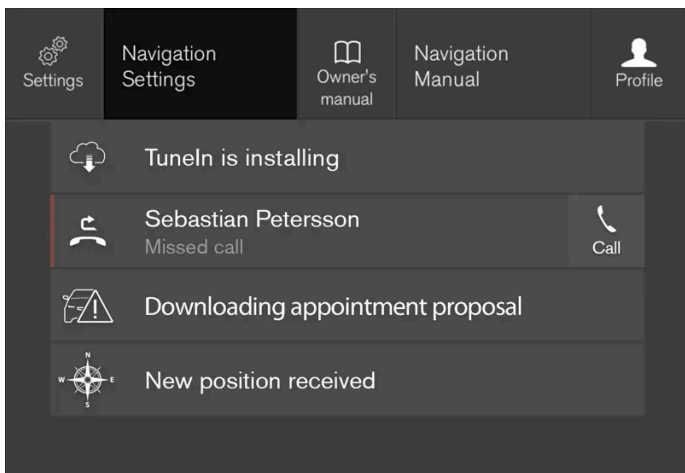 Settings
Navigation
Settings
Owner's
manual
Navigation
Manual
Profile
TuneIn is installing
Sebastian Petersson
Missed call
Call
Downloading appointment proposal
N
W
E
S
New position received